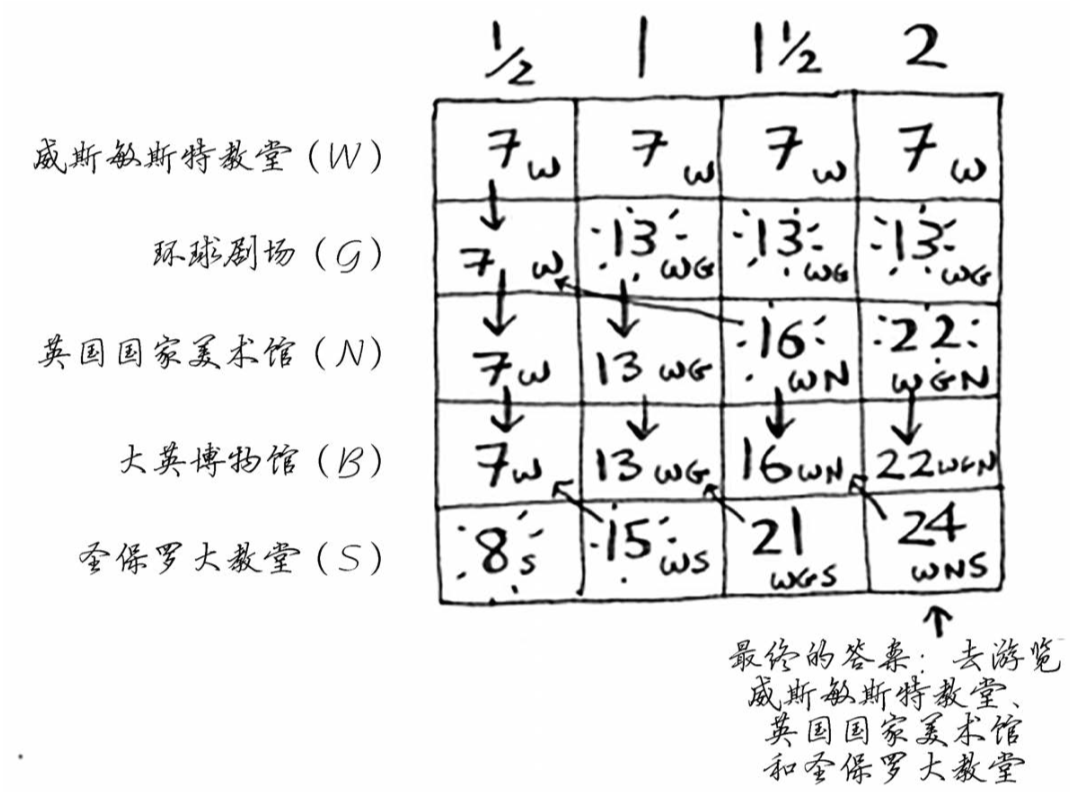 ½ 1 1½ 2
威斯敏斯特教堂(W) 7 W 7 W 7 W 7 W
环球剧场(G) 7 W 13 WG 13 WG 13 WG
英国国家美术馆(N) 7 W 13 WG 16 WN 22 WGN
大英博物馆(B) 7 W 13 WG 16 WN 22 WGN
圣保罗大教堂(S) 8 S 15 WS 21 WGS 24 WNS
最终的答案:去游览
威斯敏斯特教堂、
英国国家美术馆
和圣保罗大教堂